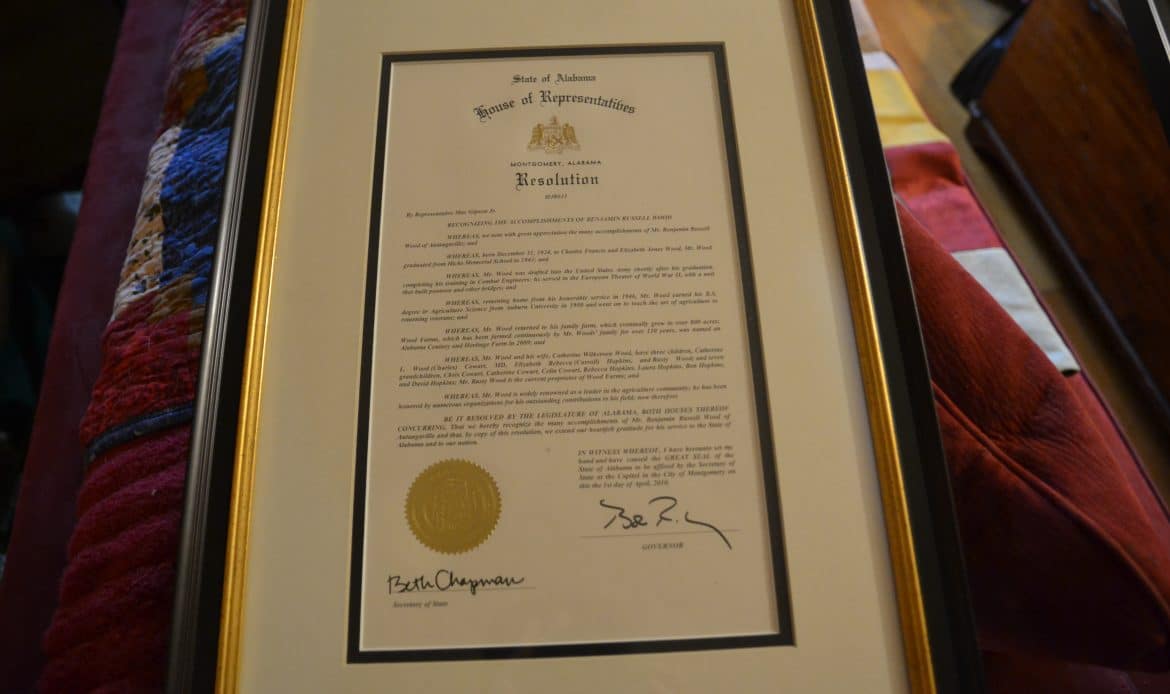 State of Alabama
House of Representatives
MONTGOMERY, ALABAMA
Resolution
By Representative Mac Gipson Jr.
RECOGNIZING THE ACCOMPLISHMENTS OF BENJAMIN RUSSELL WOOD
WHEREAS, we note with great appreciation the many accomplishments of Mr. Benjamin Russell
Wood of Autaugaville; and
WHEREAS, born December 1924, to Charles Francis and Elizabeth Jones Wood, Mr. Wood
graduated from Hicks Memorial School in 1943; and
WHEREAS, Mr. Wood was drafted into the United States Army shortly after his graduation,
completing his training in Combat Engineers; he served in the European Theater of World War II, with a unit
that built pontoon and other bridges; and
WHEREAS, returning home from his honorable service in 1946, Mr. Wood earned his B.S.
degree in Agriculture Science from Auburn University in 1950 and went on to teach the art of agriculture to
returning veterans; and
WHEREAS, Mr. Wood returned to his family farm, which eventually grew to over 800 acres;
Wood Farms, which has been farmed continuously by Mr. Woods' family for over 150 years, was named an
Alabama Century and Heritage Farm in 2009; and
WHEREAS, Mr. Wood and his wife, Catherine Wilkerson Wood, have three children, Catherine
L. Wood (Charles) Cowart, MD, Elizabeth Rebecca (Carroll) Hopkins, and Rusty Wood; and seven
grandchildren, Chris Cowart, Catherine Cowart, Celia Cowart, Rebecca Hopkins, Laura Hopkins, Ben Hopkins,
and David Hopkins; Mr. Rusty Wood is the current proprietor of Wood Farms; and
WHEREAS, Mr. Wood is widely renowned as a leader in the agriculture community; he has been
honored by numerous organizations for his outstanding contributions to his field; now therefore
BE IT RESOLVED BY THE LEGISLATURE OF ALABAMA, BOTH HOUSES THEREOF
CONCURRING, That we hereby recognize the many accomplishments of Mr. Benjamin Russell Wood of
Autaugaville and that, by copy of this resolution, we extend our heartfelt gratitude for his service to the State of
Alabama and to our nation.
IN WITNESS WHEREOF, I have hereunto set my
hand and have caused the GREAT SEAL of the
State of Alabama to be affixed by the Secretary of
State at the Capitol in the City of Montgomery on
this the 1st day of April, 2010.
Bob R
GOVERNOR
Beth Chapman
Secretary of State